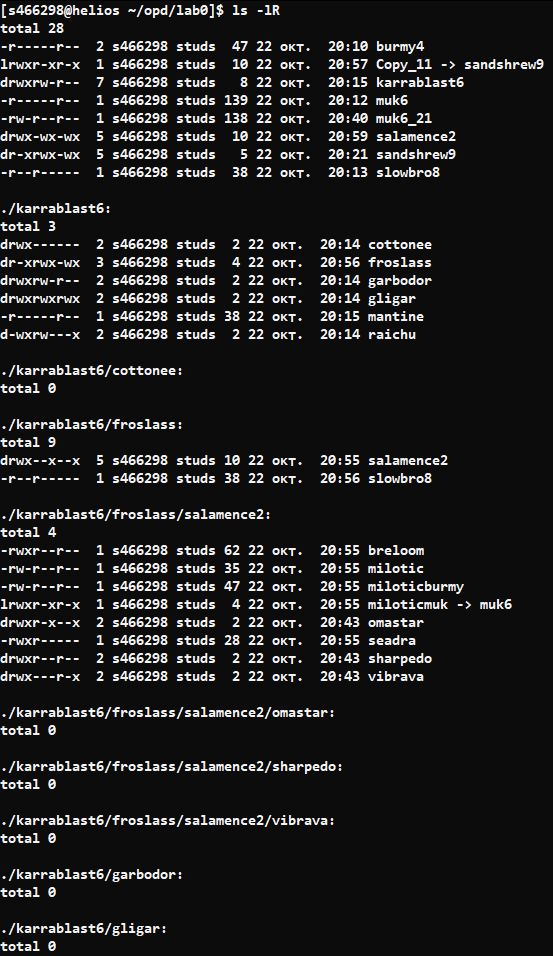 [s466298@helios ~/opd/lab0]$ ls -lR
total 28
-r-----r--  2 s466298 studs  47 22 окт.  20:10 burmy4
lrwxr-xr-x  1 s466298 studs  10 22 окт.  20:57 Copy_11 -> sandshrew9
drwxrw-r--  7 s466298 studs   8 22 окт.  20:15 karrablast6
-r-----r--  1 s466298 studs 139 22 окт.  20:12 muk6
-rw-r--r--  1 s466298 studs 138 22 окт.  20:40 muk6_21
drwx-wx-wx  5 s466298 studs  10 22 окт.  20:59 salamence2
dr-xrwx-wx  5 s466298 studs   5 22 окт.  20:21 sandshrew9
-r--r-----  1 s466298 studs  38 22 окт.  20:13 slowbro8
./karrablast6:
total 3
drwx------  2 s466298 studs  2 22 окт.  20:14 cottonee
dr-xrwx-wx  3 s466298 studs  4 22 окт.  20:56 froslass
drwxrw-r--  2 s466298 studs  2 22 окт.  20:14 garbodor
drwxrwxrwx  2 s466298 studs  2 22 окт.  20:14 gligar
-r-----r--  1 s466298 studs 38 22 окт.  20:15 mantine
d-wxrw---x  2 s466298 studs  2 22 окт.  20:14 raichu
./karrablast6/cottonee:
total 0
./karrablast6/froslass:
total 9
drwx--x--x  5 s466298 studs 10 22 окт.  20:55 salamence2
-r--r-----  1 s466298 studs 38 22 окт.  20:56 slowbro8
./karrablast6/froslass/salamence2:
total 4
-rwxr--r--  1 s466298 studs 62 22 окт.  20:55 breloom
-rw-r--r--  1 s466298 studs 35 22 окт.  20:55 milotic
-rw-r--r--  1 s466298 studs 47 22 окт.  20:55 miloticburmy
lrwxr-xr-x  1 s466298 studs  4 22 окт.  20:55 miloticmuk -> muk6
drwxr-x--x  2 s466298 studs  2 22 окт.  20:43 omastar
-rwxr-----  1 s466298 studs 28 22 окт.  20:55 seadra
drwxr--r--  2 s466298 studs  2 22 окт.  20:43 sharpedo
drwx---r-x  2 s466298 studs  2 22 окт.  20:43 vibrava
./karrablast6/froslass/salamence2/omastar:
total 0
./karrablast6/froslass/salamence2/sharpedo:
total 0
./karrablast6/froslass/salamence2/vibrava:
total 0
./karrablast6/garbodor:
total 0
./karrablast6/gligar:
total 0